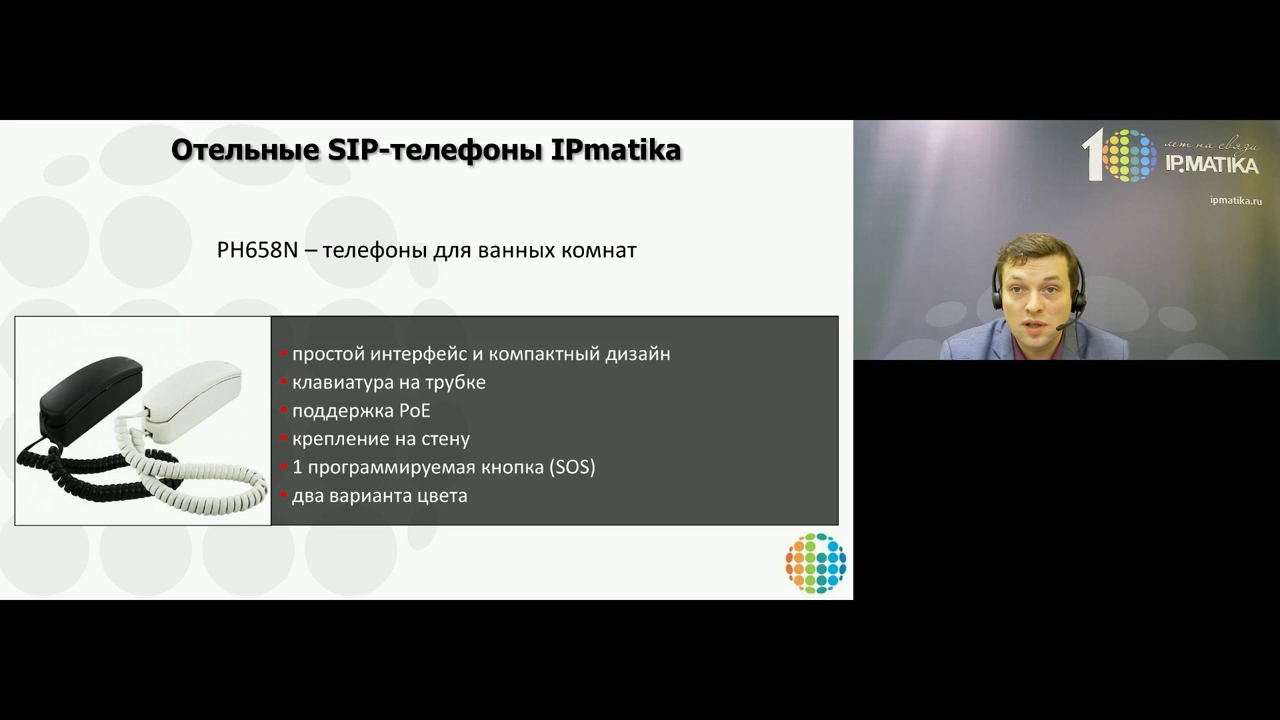 Отельные SIP-телефоны IPmatika
PH658N – телефоны для ванных комнат
• простой интерфейс и компактный дизайн
• клавиатура на трубке
• поддержка PoE
• крепление на стену
• 1 программируемая кнопка (SOS)
• два варианта цвета
10 лет на связи
IP.MATIKA
ipmatika.ru